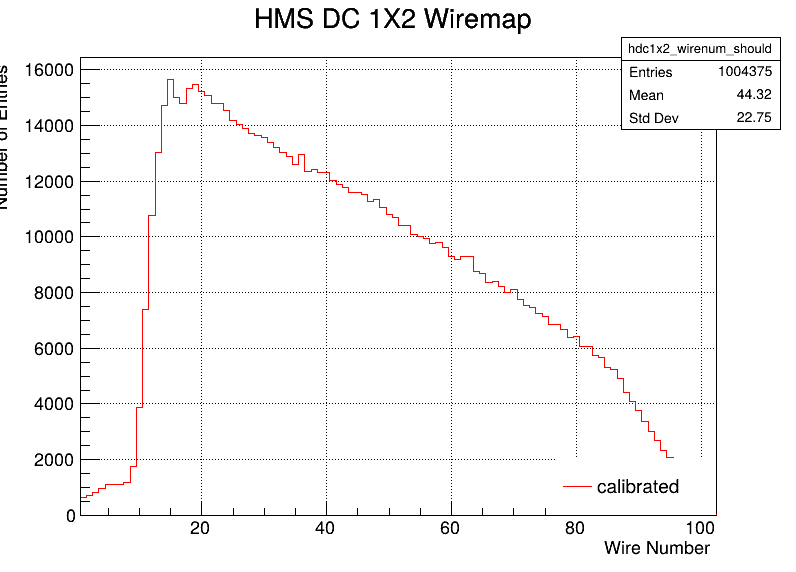 HMS DC 1X2 Wiremap
hdc1x2_wirenum_should
Entries 1004375
Mean 44.32
Std Dev 22.75
Number of Entries
16000
14000
12000
10000
8000
6000
4000
2000
0
calibrated
20 40 60 80 100
Wire Number